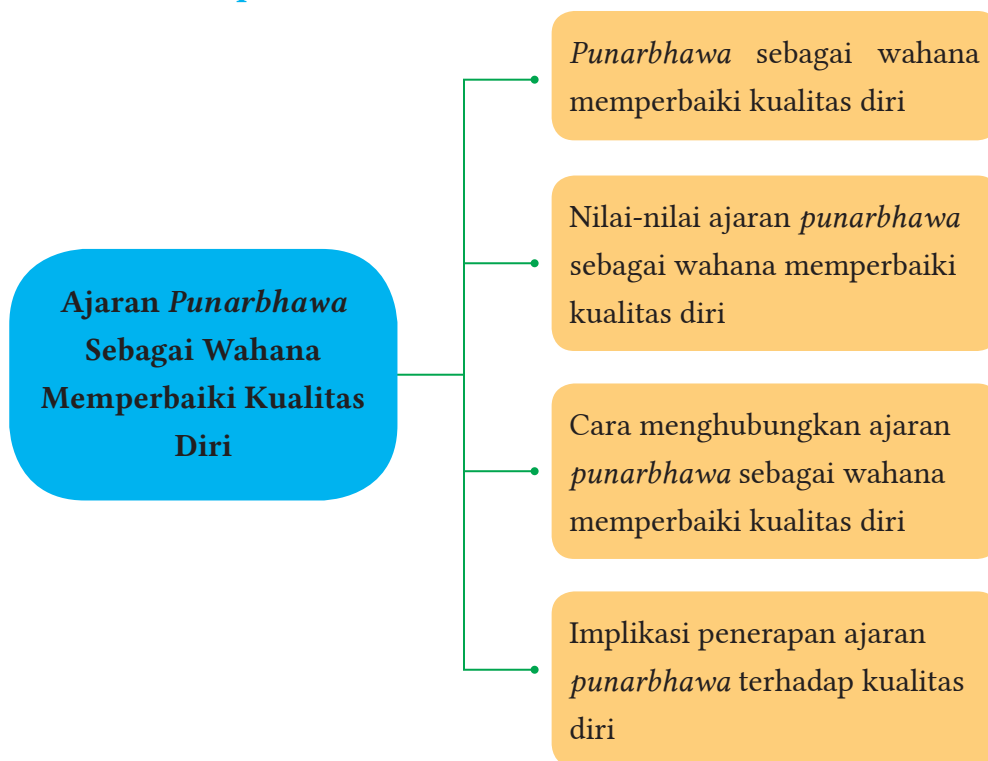 Ajaran Punarbhawa
Sebagai Wahana
Memperbaiki Kualitas
Diri
Punarbhawa sebagai wahana
memperbaiki kualitas diri
Nilai-nilai ajaran punarbhawa
sebagai wahana memperbaiki
kualitas diri
Cara menghubungkan ajaran
punarbhawa sebagai wahana
memperbaiki kualitas diri
Implikasi penerapan ajaran
punarbhawa terhadap kualitas
diri